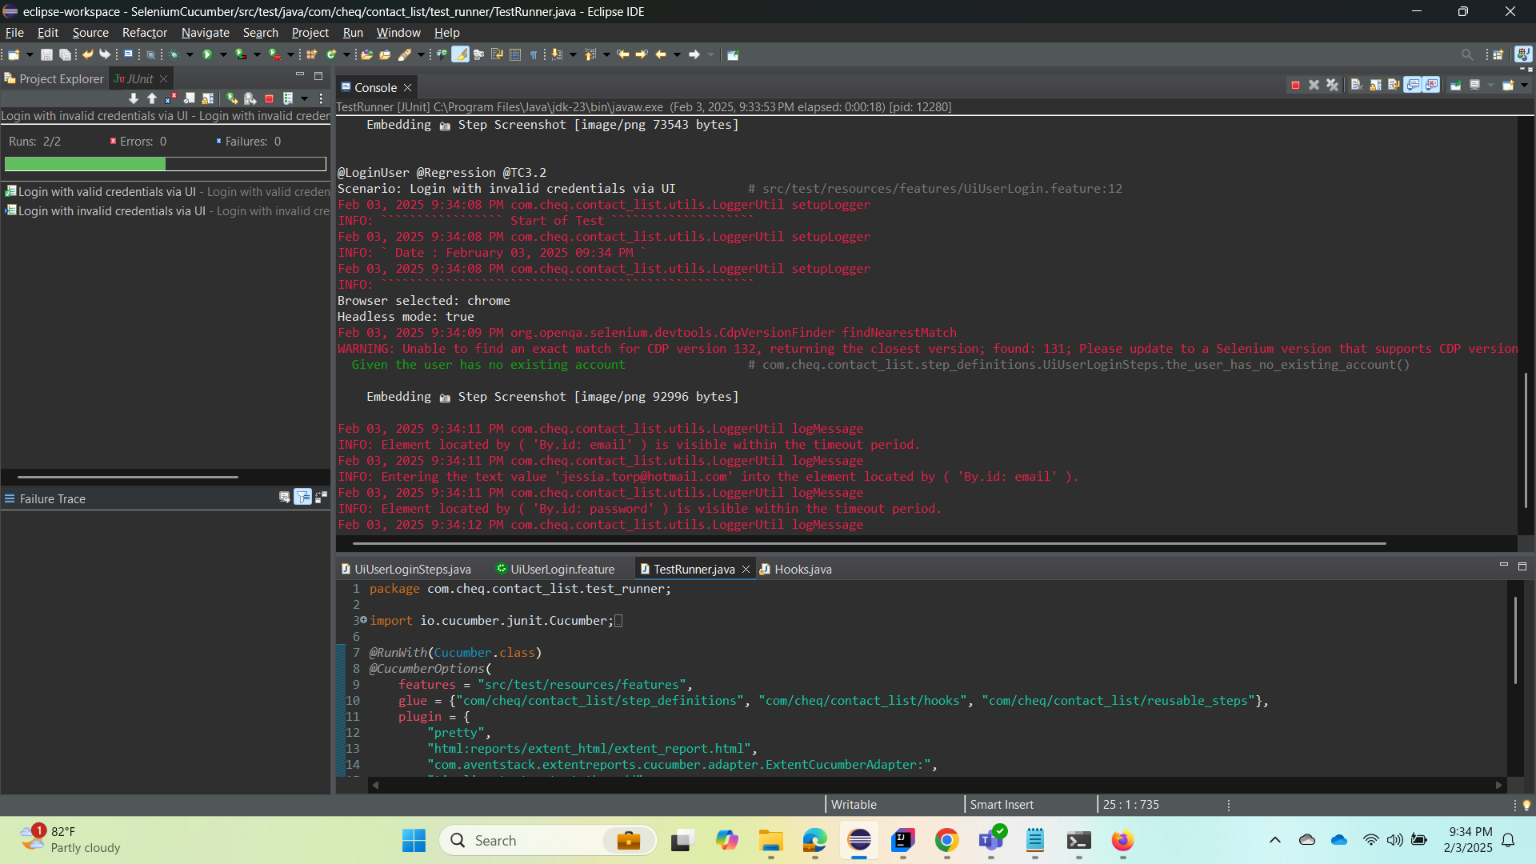 eclipse-workspace - SeleniumCucumber/src/test/java/com/cheq/contact_list/test_runner/TestRunner.java - Eclipse IDE
File Edit Source Refactor Navigate Search Project Run Window Help
Project Explorer JUnit
Login with invalid credentials via UI - Login with invalid creder
Runs: 2/2 Errors: 0 Failures: 0
Login with valid credentials via UI - Login with valid creden
Login with invalid credentials via UI - Login with invalid cre
Failure Trace
Console
TestRunner [JUnit] C:\Program Files\Java\jdk-23\bin\javaw.exe (Feb 3, 2025, 9:33:53 PM elapsed: 0:00:18) [pid: 12280]
Embedding Step Screenshot [image/png 73543 bytes]
@LoginUser @Regression @TC3.2
Scenario: Login with invalid credentials via UI # src/test/resources/features/UiUserLogin.feature:12
Feb 03, 2025 9:34:08 PM com.cheq.contact_list.utils.LoggerUtil setupLogger
INFO: ````````````````` Start of Test ````````````````````
Feb 03, 2025 9:34:08 PM com.cheq.contact_list.utils.LoggerUtil setupLogger
INFO: ` Date : February 03, 2025 09:34 PM `
Feb 03, 2025 9:34:08 PM com.cheq.contact_list.utils.LoggerUtil setupLogger
INFO: ````````````````````````````````````````````````````
Browser selected: chrome
Headless mode: true
Feb 03, 2025 9:34:09 PM org.openqa.selenium.devtools.CdpVersionFinder findNearestMatch
WARNING: Unable to find an exact match for CDP version 132, returning the closest version; found: 131; Please update to a Selenium version that supports CDP version
Given the user has no existing account # com.cheq.contact_list.step_definitions.UiUserLoginSteps.the_user_has_no_existing_account()
Embedding Step Screenshot [image/png 92996 bytes]
Feb 03, 2025 9:34:11 PM com.cheq.contact_list.utils.LoggerUtil logMessage
INFO: Element located by ( 'By.id: email' ) is visible within the timeout period.
Feb 03, 2025 9:34:11 PM com.cheq.contact_list.utils.LoggerUtil logMessage
INFO: Entering the text value 'jessia.torp@hotmail.com' into the element located by ( 'By.id: email' ).
Feb 03, 2025 9:34:11 PM com.cheq.contact_list.utils.LoggerUtil logMessage
INFO: Element located by ( 'By.id: password' ) is visible within the timeout period.
Feb 03, 2025 9:34:12 PM com.cheq.contact_list.utils.LoggerUtil logMessage
UiUserLoginSteps.java UiUserLogin.feature TestRunner.java Hooks.java
1 package com.cheq.contact_list.test_runner;
2
3 import io.cucumber.junit.Cucumber;
6
7 @RunWith(Cucumber.class)
8 @CucumberOptions(
9 features = "src/test/resources/features",
10 glue = {"com/cheq/contact_list/step_definitions", "com/cheq/contact_list/hooks", "com/cheq/contact_list/reusable_steps"},
11 plugin = {
12 "pretty",
13 "html:reports/extent_html/extent_report.html",
14 "com.aventstack.extentreports.cucumber.adapter.ExtentCucumberAdapter:",
Writable Smart Insert 25 : 1 : 735
1 82°F
Partly cloudy
Search
9:34 PM
2/3/2025